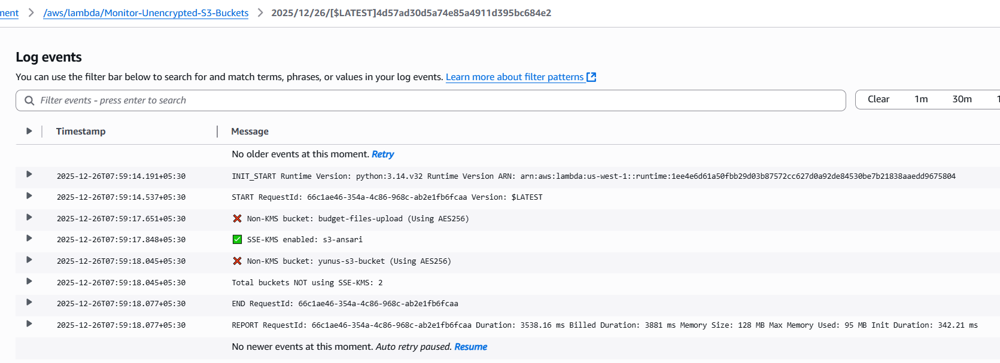 ment > /aws/lambda/Monitor-Unencrypted-S3-Buckets > 2025/12/26/[$LATEST]4d57ad30d5a74e85a4911d395bc684e2
Log events
You can use the filter bar below to search for and match terms, phrases, or values in your log events. Learn more about filter patterns
Filter events - press enter to search
Clear 1m 30m 1
Timestamp Message
No older events at this moment. Retry
2025-12-26T07:59:14.191+05:30 INIT_START Runtime Version: python:3.14.v32 Runtime Version ARN: arn:aws:lambda:us-west-1::runtime:1ee4e6d61a50fbb29d03b87572cc627d0a92de84530be7b21838aaedd9675804
2025-12-26T07:59:14.537+05:30 START RequestId: 66c1ae46-354a-4c86-968c-ab2e1fb6fcaa Version: $LATEST
2025-12-26T07:59:17.651+05:30 ❌ Non-KMS bucket: budget-files-upload (Using AES256)
2025-12-26T07:59:17.848+05:30 ✅ SSE-KMS enabled: s3-ansari
2025-12-26T07:59:18.045+05:30 ❌ Non-KMS bucket: yunus-s3-bucket (Using AES256)
2025-12-26T07:59:18.045+05:30 Total buckets NOT using SSE-KMS: 2
2025-12-26T07:59:18.077+05:30 END RequestId: 66c1ae46-354a-4c86-968c-ab2e1fb6fcaa
2025-12-26T07:59:18.077+05:30 REPORT RequestId: 66c1ae46-354a-4c86-968c-ab2e1fb6fcaa Duration: 3538.16 ms Billed Duration: 3881 ms Memory Size: 128 MB Max Memory Used: 95 MB Init Duration: 342.21 ms
No newer events at this moment. Auto retry paused. Resume